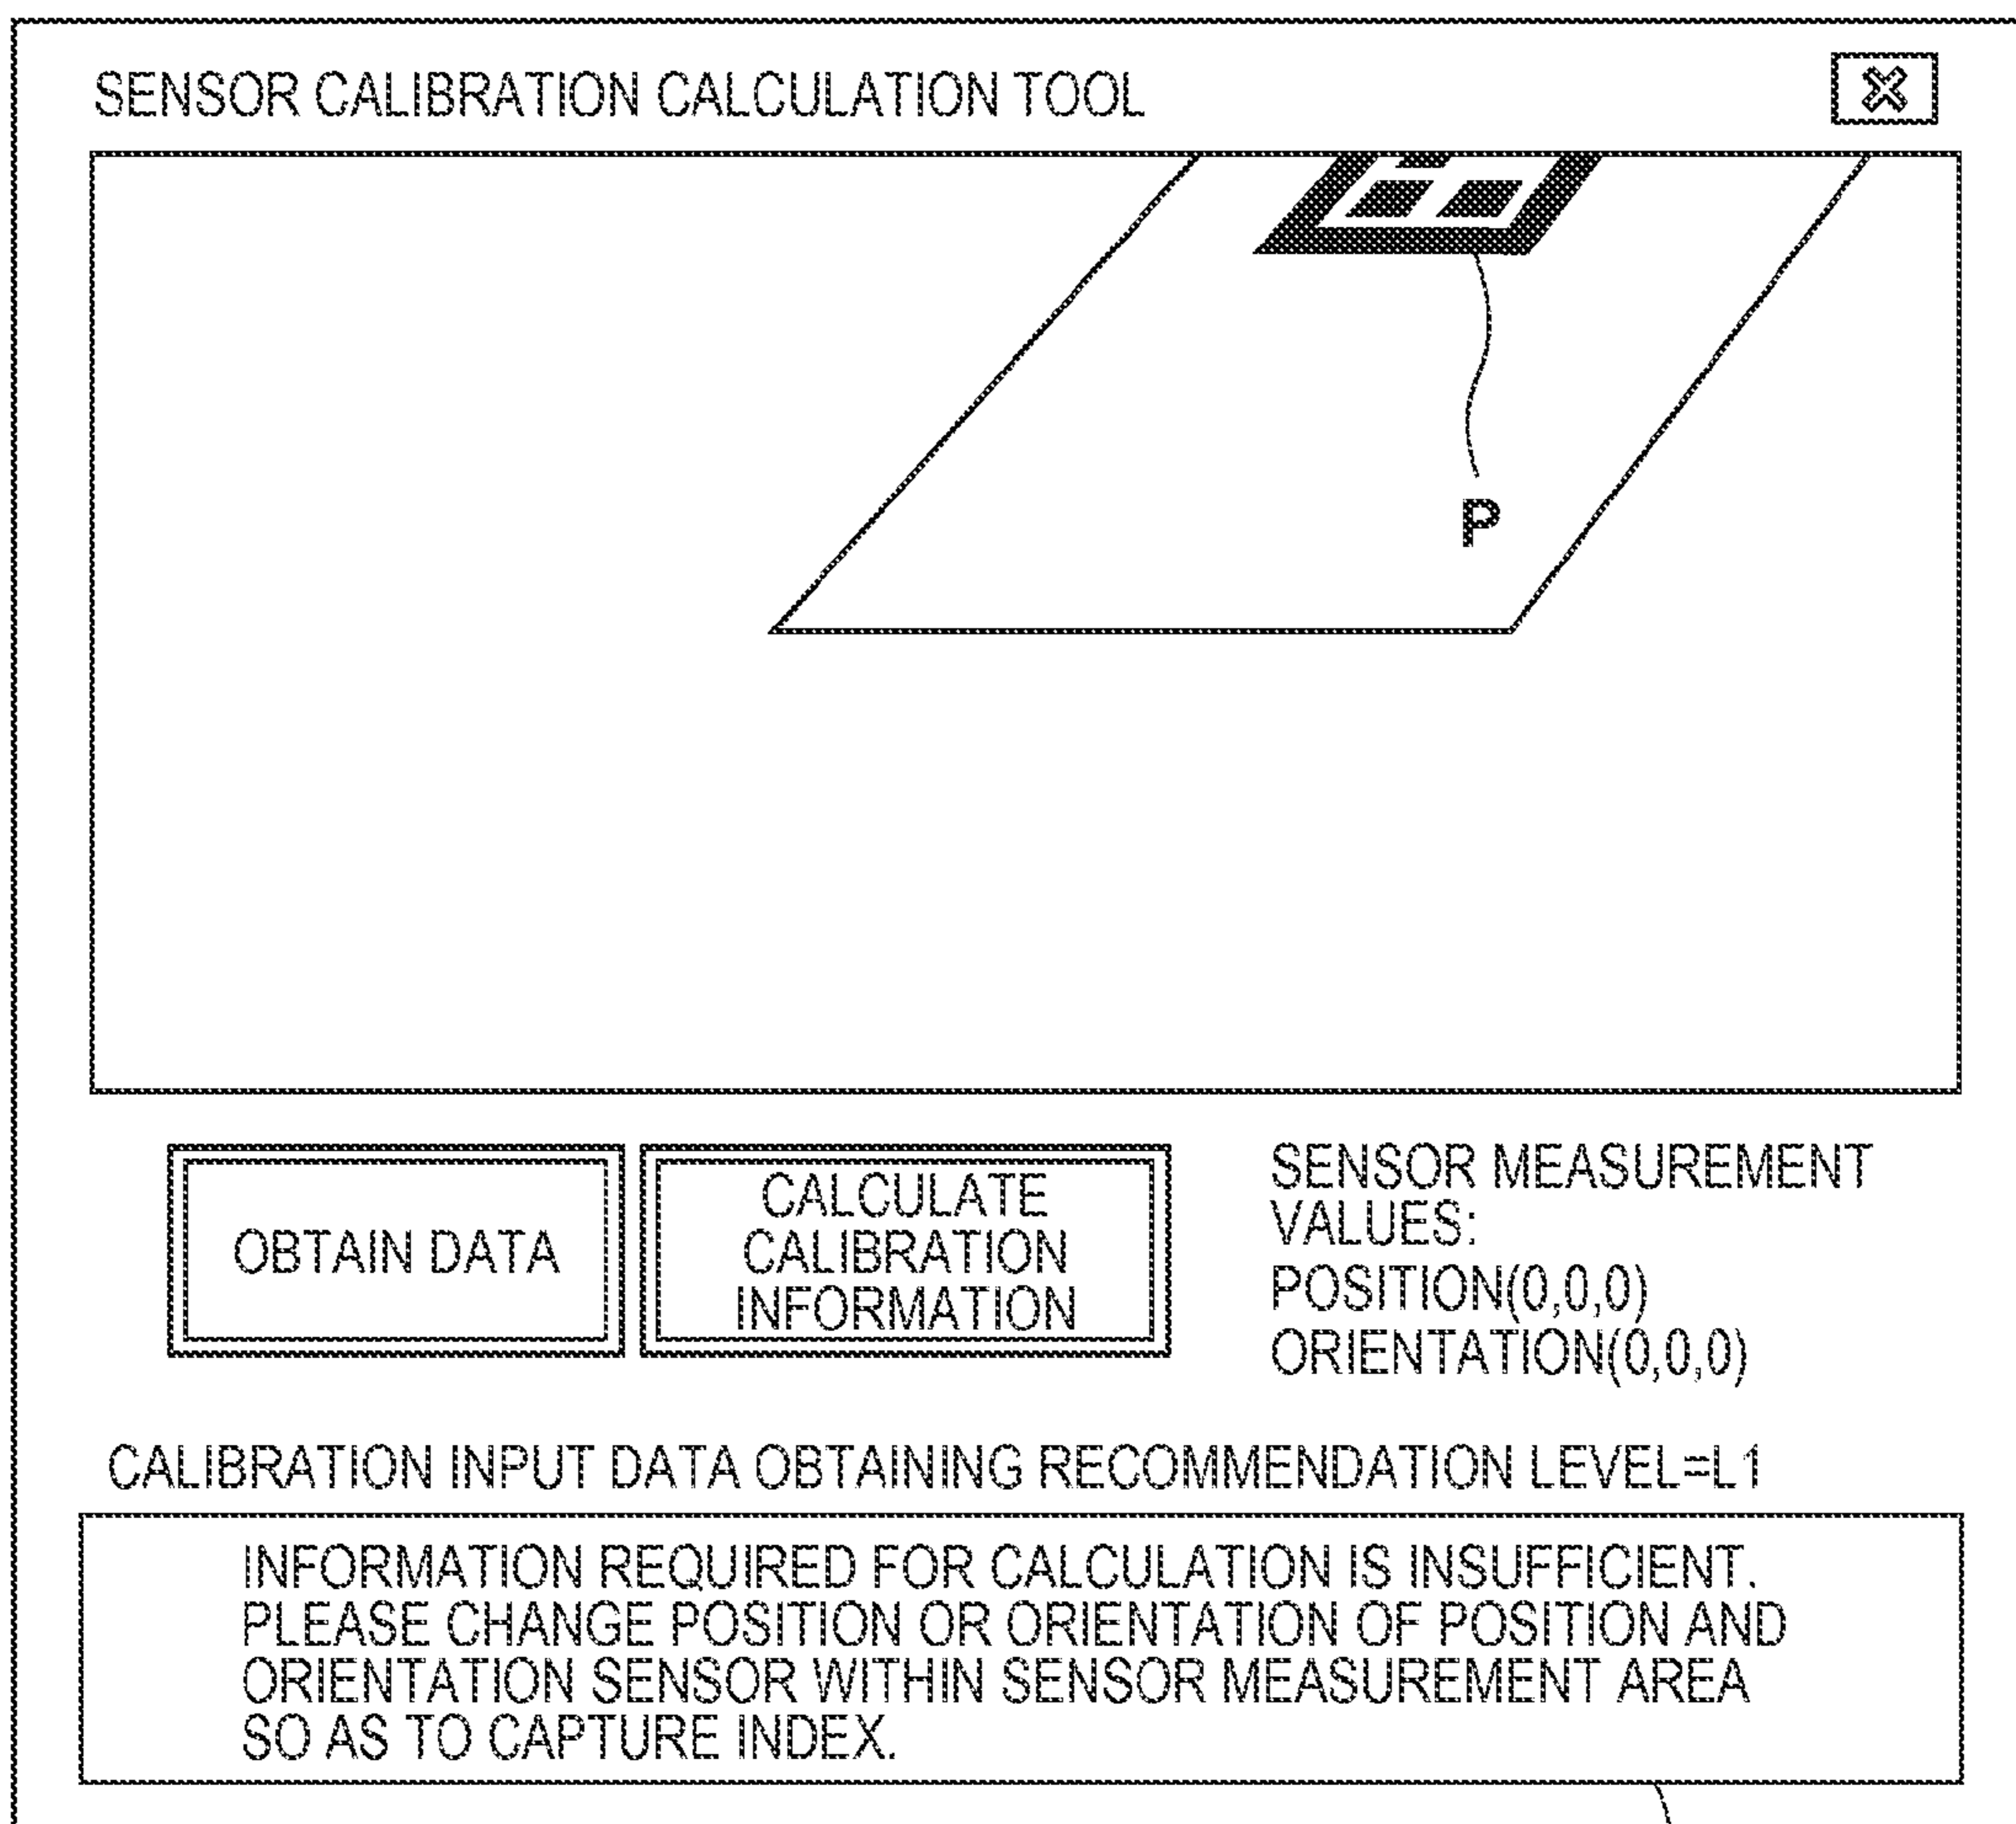 SENSOR CALIBRATION CALCULATION TOOL
P
OBTAIN DATA
CALCULATE
CALIBRATION
INFORMATION
SENSOR MEASUREMENT
VALUES:
POSITION(0,0,0)
ORIENTATION(0,0,0)
CALIBRATION INPUT DATA OBTAINING RECOMMENDATION LEVEL=L1
INFORMATION REQUIRED FOR CALCULATION IS INSUFFICIENT.
PLEASE CHANGE POSITION OR ORIENTATION OF POSITION AND
ORIENTATION SENSOR WITHIN SENSOR MEASUREMENT AREA
SO AS TO CAPTURE INDEX.